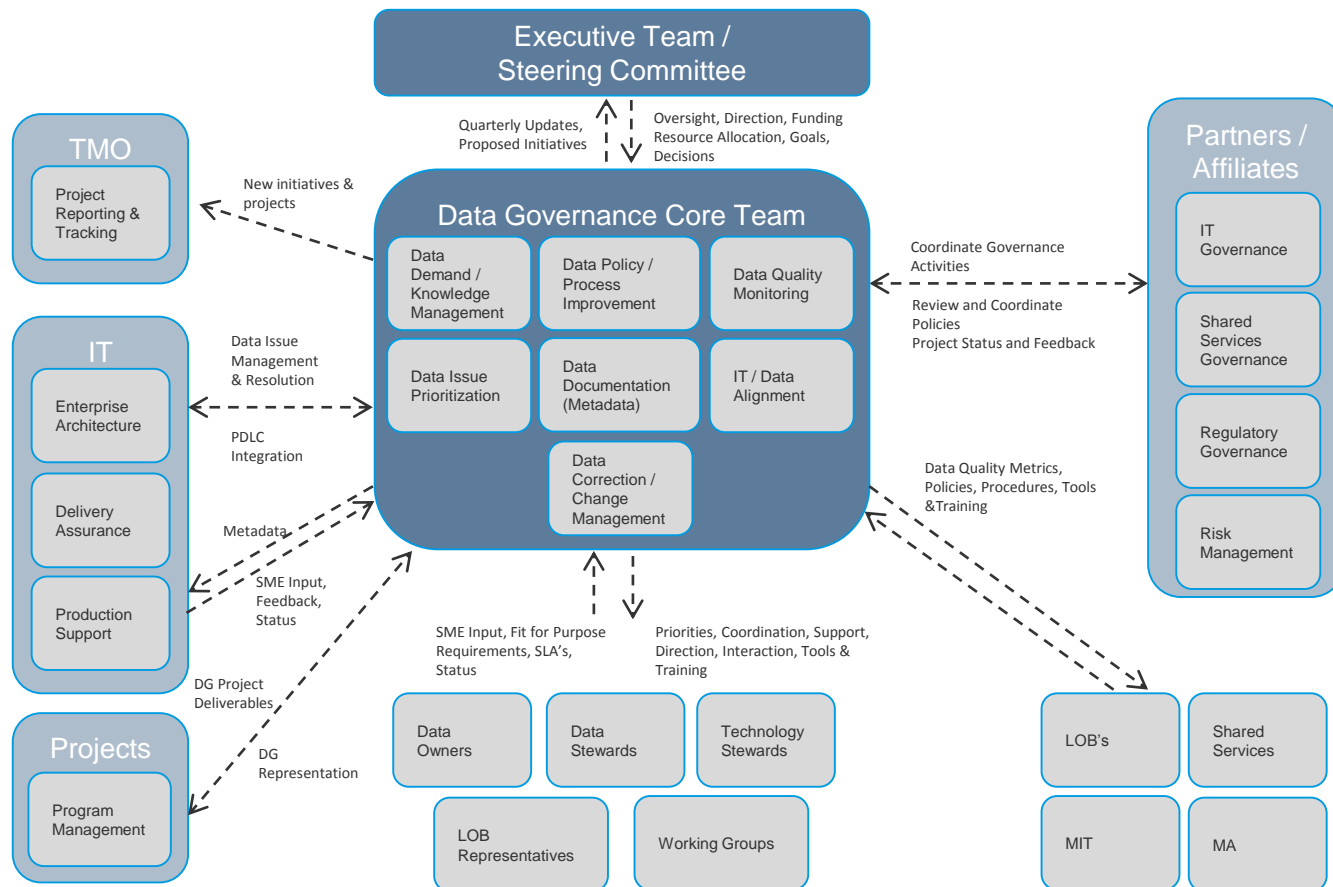 Executive Team /
Steering Committee
Quarterly Updates,
Proposed Initiatives
Oversight, Direction, Funding
Resource Allocation, Goals,
Decisions
TMO
Project
Reporting &
Tracking
New initiatives &
projects
Data Governance Core Team
Data
Demand /
Knowledge
Management
Data Policy /
Process
Improvement
Data Quality
Monitoring
Data Issue
Prioritization
Data
Documentation
(Metadata)
IT / Data
Alignment
Data
Correction /
Change
Management
Partners /
Affiliates
IT
Governance
Shared
Services
Governance
Regulatory
Governance
Risk
Management
Coordinate Governance
Activities
Review and Coordinate
Policies
Project Status and Feedback
IT
Enterprise
Architecture
Delivery
Assurance
Production
Support
Data Issue
Management
& Resolution
PDLC
Integration
Metadata
SME Input,
Feedback,
Status
Data Quality Metrics,
Policies, Procedures, Tools
&Training
SME Input, Fit for Purpose
Requirements, SLA's,
Status
Priorities, Coordination, Support,
Direction, Interaction, Tools &
Training
DG Project
Deliverables
DG
Representation
Projects
Program
Management
Data
Owners
Data
Stewards
Technology
Stewards
LOB
Representatives
Working Groups
LOB's
Shared
Services
MIT
MA